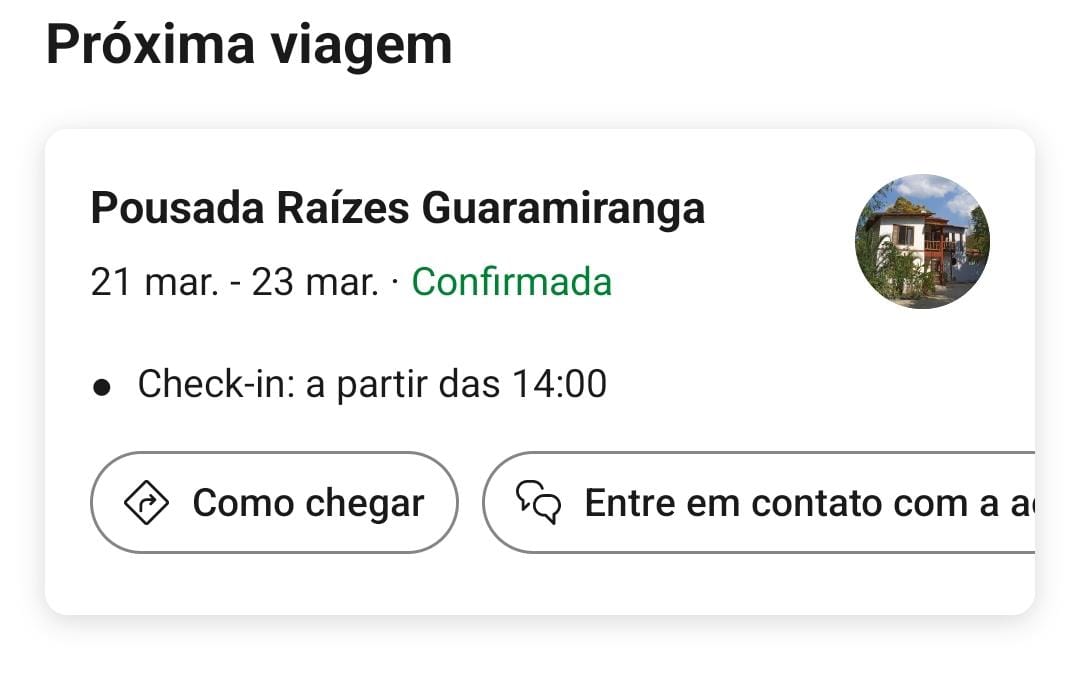 Próxima viagem
Pousada Raízes Guaramiranga
21 mar. - 23 mar. · Confirmada
● Check-in: a partir das 14:00
Como chegar
Entre em contato com a